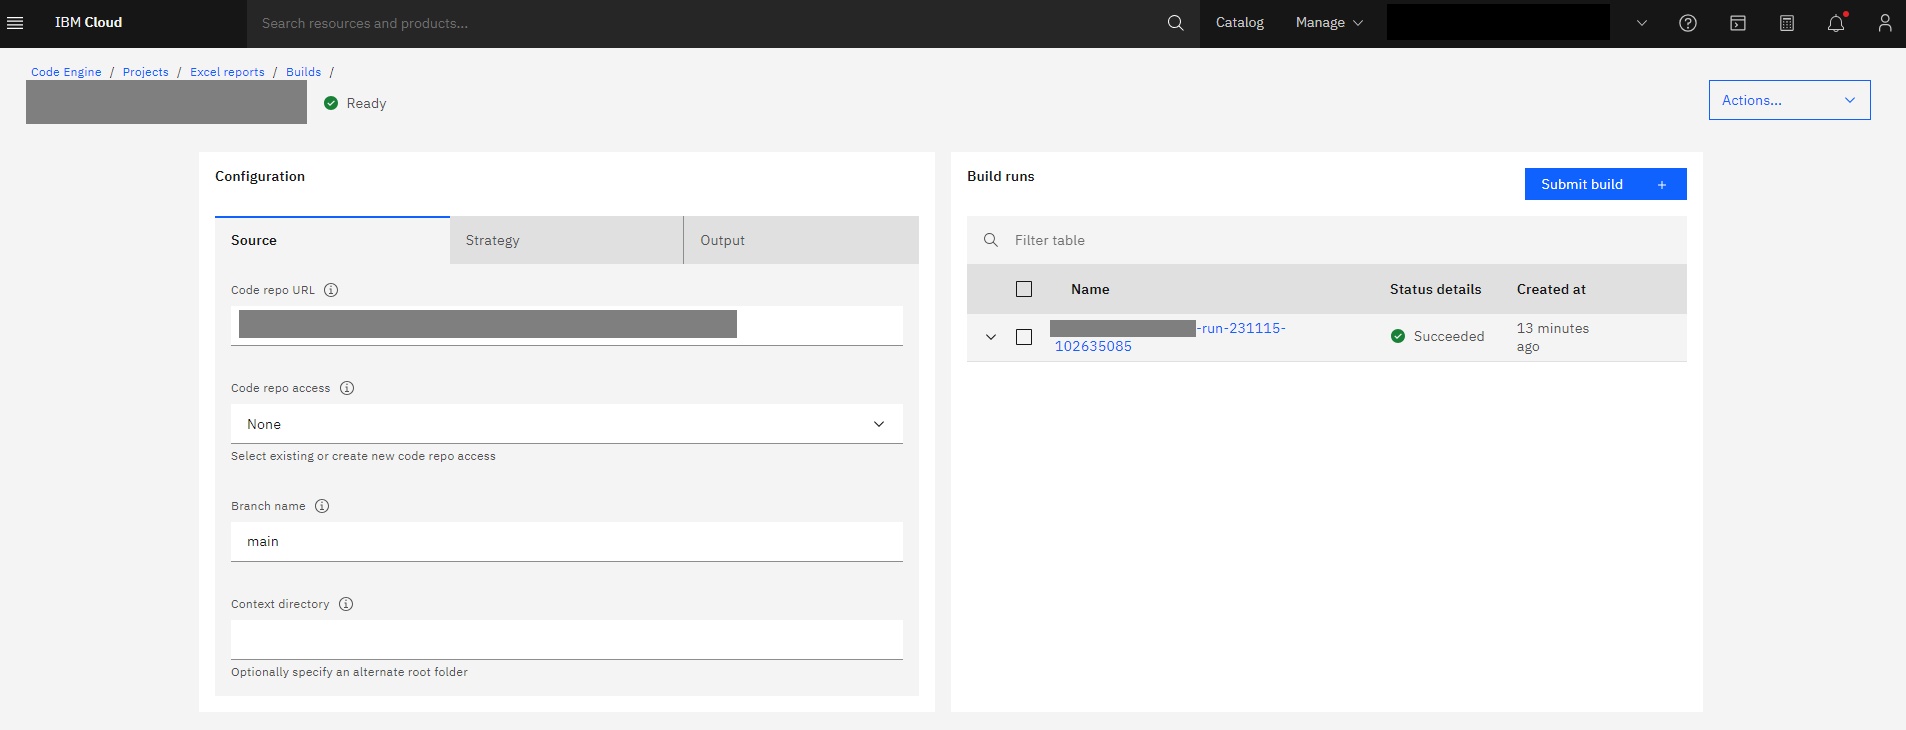 IBM Cloud
Search resources and products...
Catalog
Manage
Code Engine / Projects / Excel reports / Builds /
Ready
Actions...
Configuration
Source
Strategy
Output
Code repo URL
Code repo access
None
Select existing or create new code repo access
Branch name
main
Context directory
Optionally specify an alternate root folder
Build runs
Submit build +
Filter table
Name
Status details
Created at
-run-231115-
102635085
Succeeded
13 minutes
ago